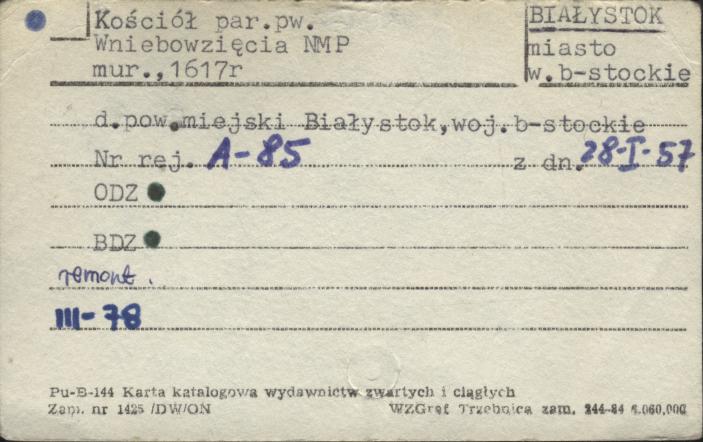 Kościół par.pw.
Wniebowzięcia NMP
mur.,1617r
BIAŁYSTOK
miasto
w.b-stockie
d.pow.miejski Białystok,woj.b-stockie
Nr rej. A-85 z dn. 28-I-57
ODZ
BDZ
remont.
III-78
Pu-B-144 Karta katalogowa wydawnictw zwartych i ciągłych
Zam. nr 1425 /DW/ON WZGraf Trzebnica zam. 244-84 4.060.000